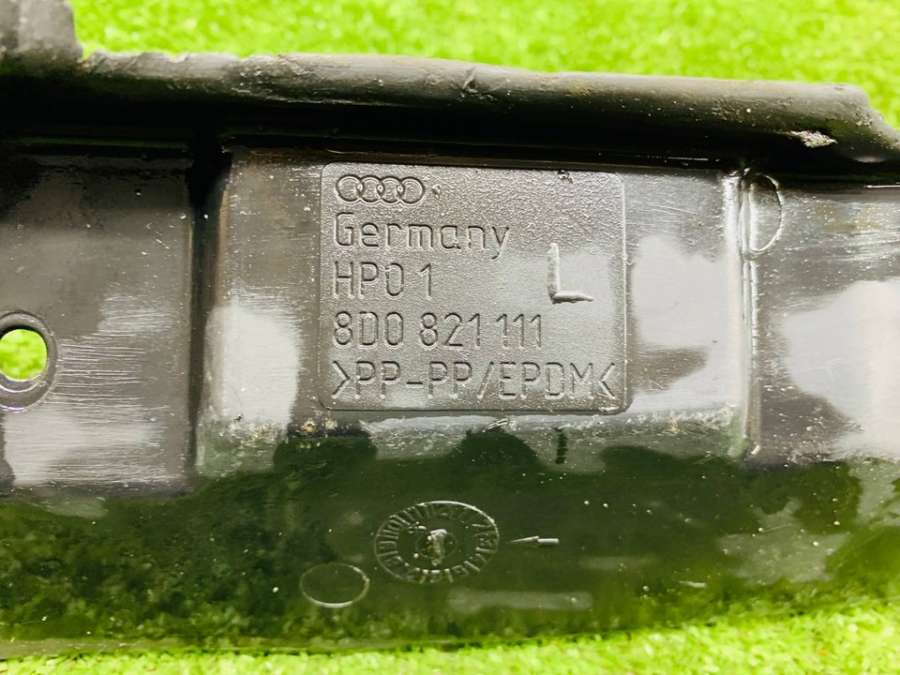 Germany
HP0 1
L
8D0 821 111
>PP-PP/EPDM<